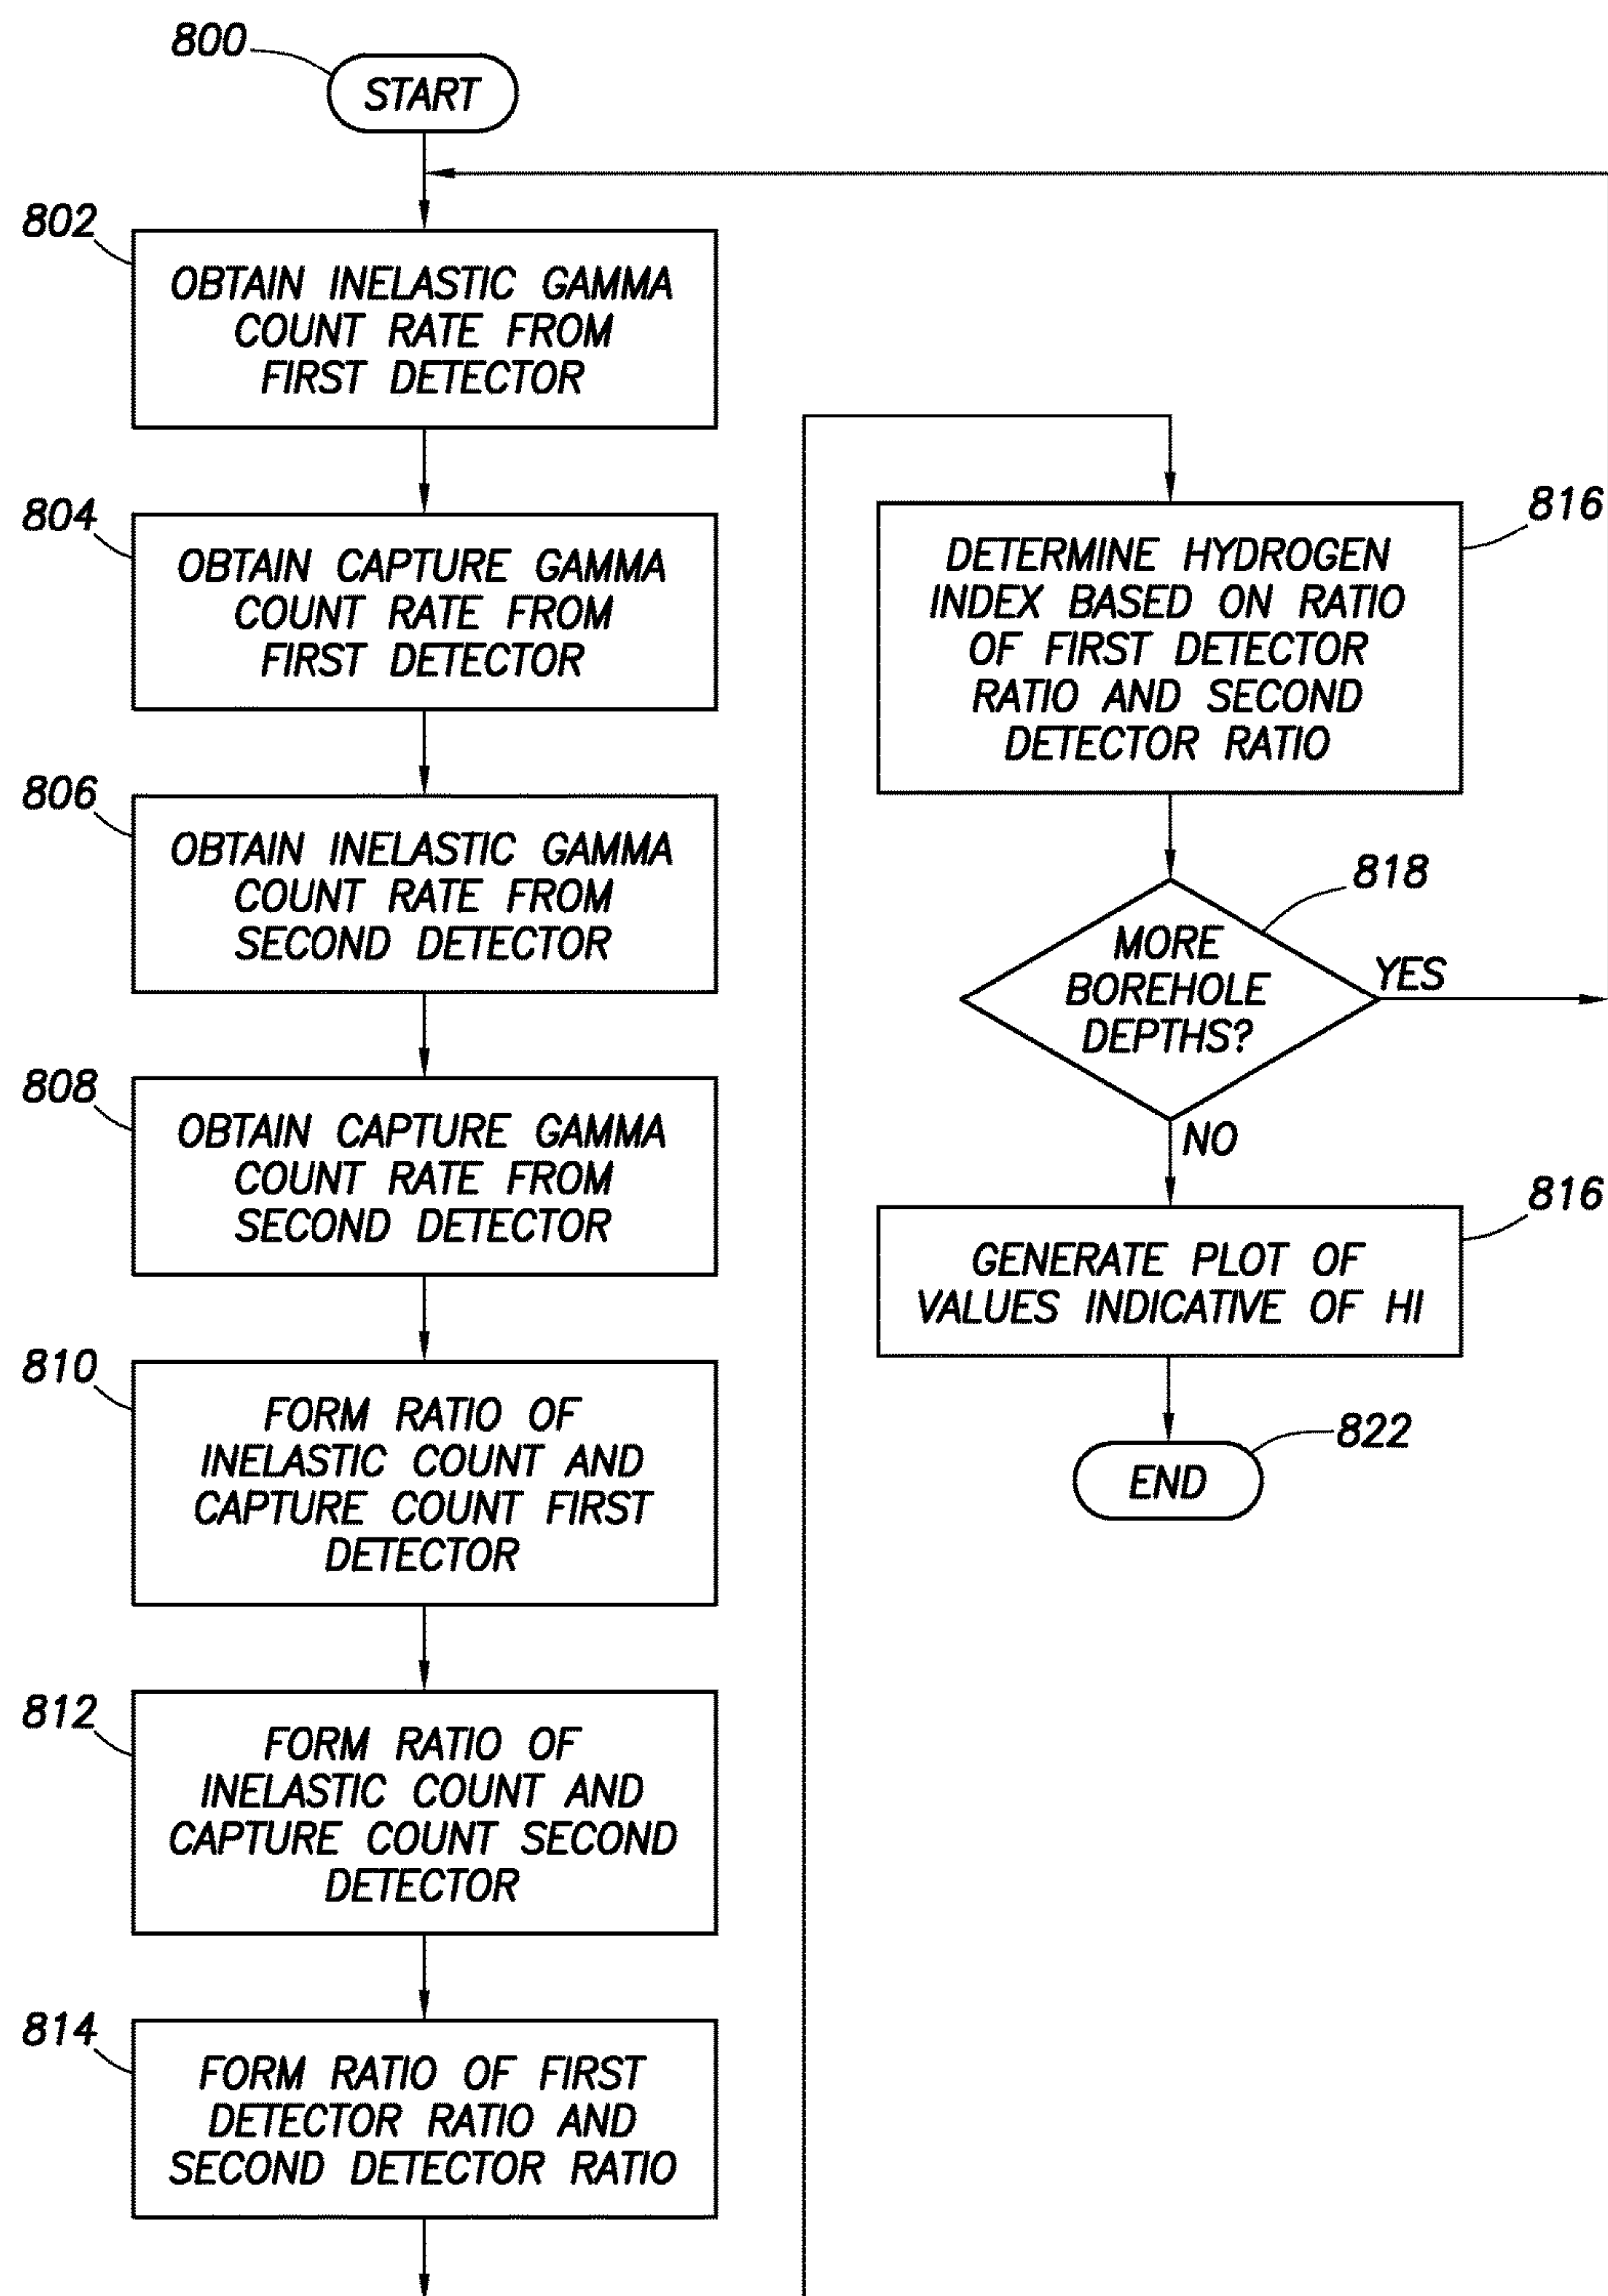 800
START
802
OBTAIN INELASTIC GAMMA
COUNT RATE FROM
FIRST DETECTOR
804
OBTAIN CAPTURE GAMMA
COUNT RATE FROM
FIRST DETECTOR
806
OBTAIN INELASTIC GAMMA
COUNT RATE FROM
SECOND DETECTOR
808
OBTAIN CAPTURE GAMMA
COUNT RATE FROM
SECOND DETECTOR
810
FORM RATIO OF
INELASTIC COUNT AND
CAPTURE COUNT FIRST
DETECTOR
812
FORM RATIO OF
INELASTIC COUNT AND
CAPTURE COUNT SECOND
DETECTOR
814
FORM RATIO OF FIRST
DETECTOR RATIO AND
SECOND DETECTOR RATIO
816
DETERMINE HYDROGEN
INDEX BASED ON RATIO
OF FIRST DETECTOR
RATIO AND SECOND
DETECTOR RATIO
818
MORE
BOREHOLE
DEPTHS?
YES
NO
816
GENERATE PLOT OF
VALUES INDICATIVE OF HI
822
END